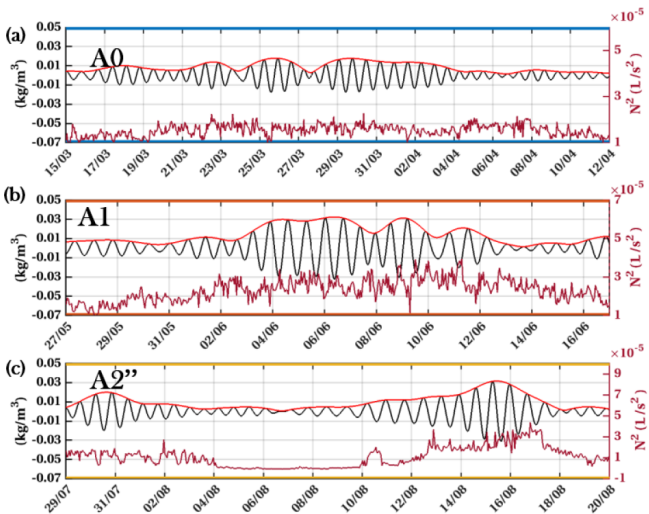 (a)
A0
×10⁻⁵
0.05
0.03
0.01
-0.01
-0.03
-0.05
-0.07
(kg/m³)
5
3
1
N² (L/s²)
15/03 17/03 19/03 21/03 23/03 25/03 27/03 29/03 31/03 02/04 04/04 06/04 08/04 10/04 12/04
(b)
A1
×10⁻⁵
0.05
0.03
0.01
-0.01
-0.03
-0.05
-0.07
(kg/m³)
7
5
3
1
N² (L/s²)
27/05 29/05 31/05 02/06 04/06 06/06 08/06 10/06 12/06 14/06 16/06
(c)
A2”
×10⁻⁵
0.05
0.03
0.01
-0.01
-0.03
-0.05
-0.07
(kg/m³)
9
7
5
3
1
-1
N² (L/s²)
29/07 31/07 02/08 04/08 06/08 08/08 10/08 12/08 14/08 16/08 18/08 20/08